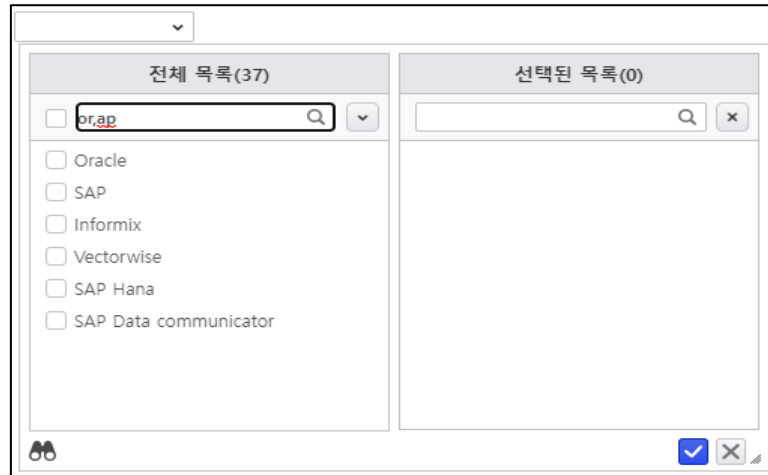 전체 목록(37)
선택된 목록(0)
or,ap
Oracle
SAP
Informix
Vectorwise
SAP Hana
SAP Data communicator